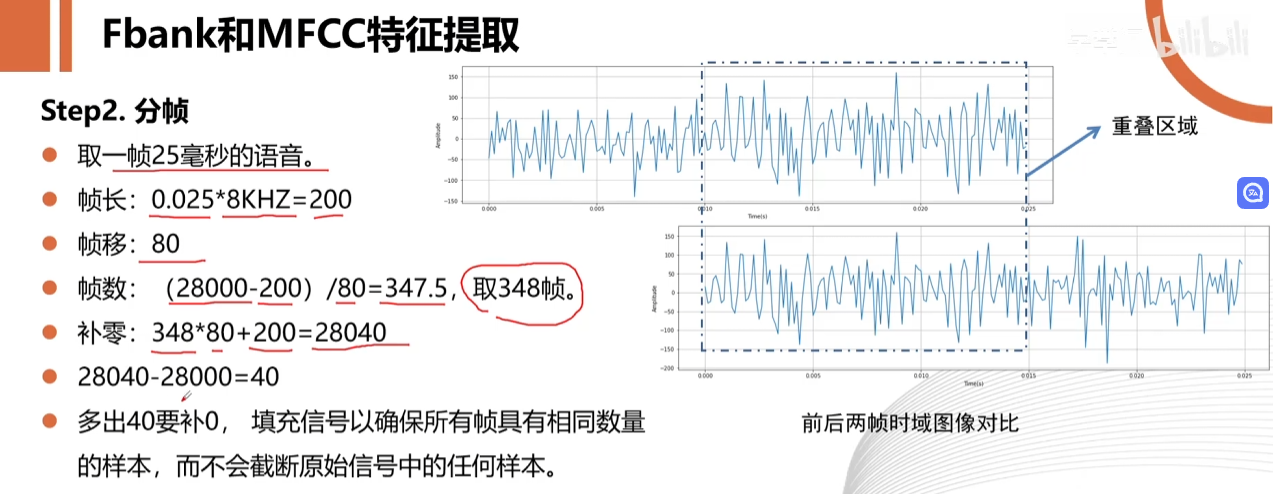 Fbank和MFCC特征提取
bilibili
Step2. 分帧
取一帧25毫秒的语音。
帧长：0.025*8KHZ=200
帧移：80
帧数：（28000-200）/80=347.5，取348帧。
补零：348*80+200=28040
28040-28000=40
多出40要补0， 填充信号以确保所有帧具有相同数量
的样本，而不会截断原始信号中的任何样本。
150
100
50
0
-50
-100
-150
Amplitude
0.000 0.005 0.010 0.015 0.020 0.025
Time(s)
重叠区域
150
100
50
0
-50
-100
-150
-200
Amplitude
0.000 0.005 0.010 0.015 0.020 0.025
Time(s)
前后两帧时域图像对比